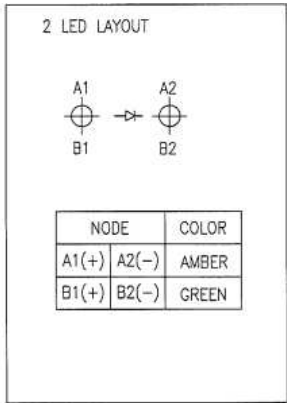 2 LED LAYOUT
A1 A2
B1 B2
NODE COLOR
A1(+) A2(-) AMBER
B1(+) B2(-) GREEN